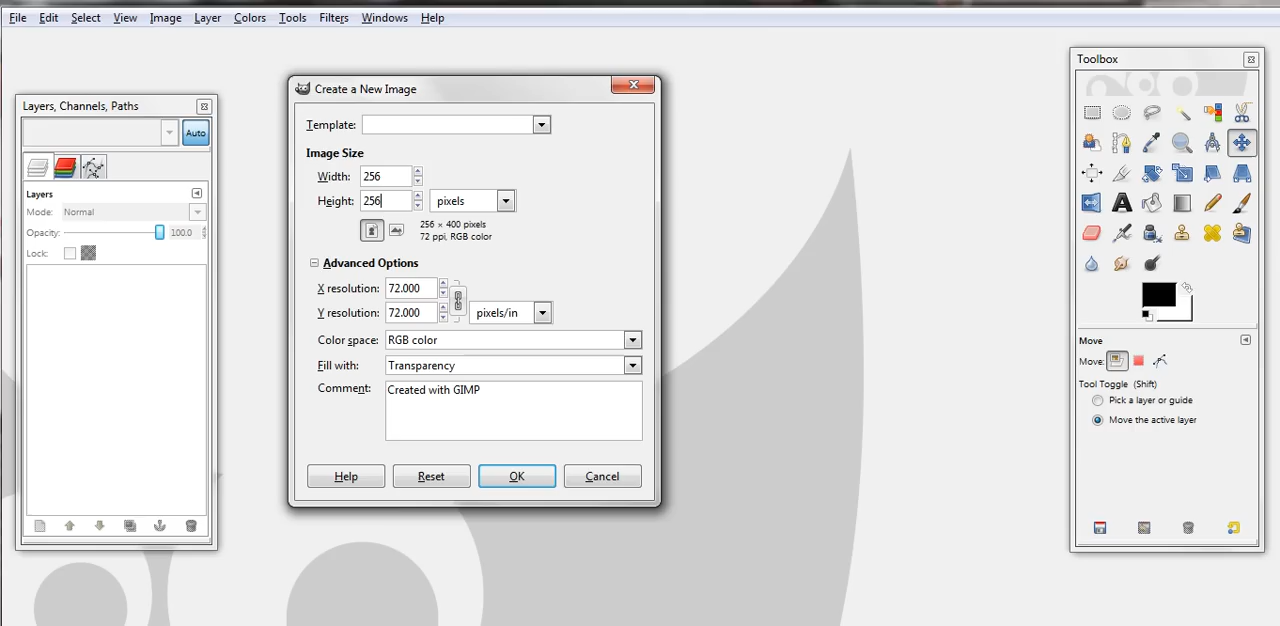 File Edit Select View Image Layer Colors Tools Filters Windows Help
Layers, Channels, Paths
Auto
Layers
Mode: Normal
Opacity: 100.0
Lock:
Create a New Image
Template:
Image Size
Width: 256
Height: 256 pixels
256 × 400 pixels
72 ppi, RGB color
Advanced Options
X resolution: 72.000
Y resolution: 72.000 pixels/in
Color space: RGB color
Fill with: Transparency
Comment: Created with GIMP
Help Reset OK Cancel
Toolbox
Move
Move:
Tool Toggle (Shift)
Pick a layer or guide
Move the active layer